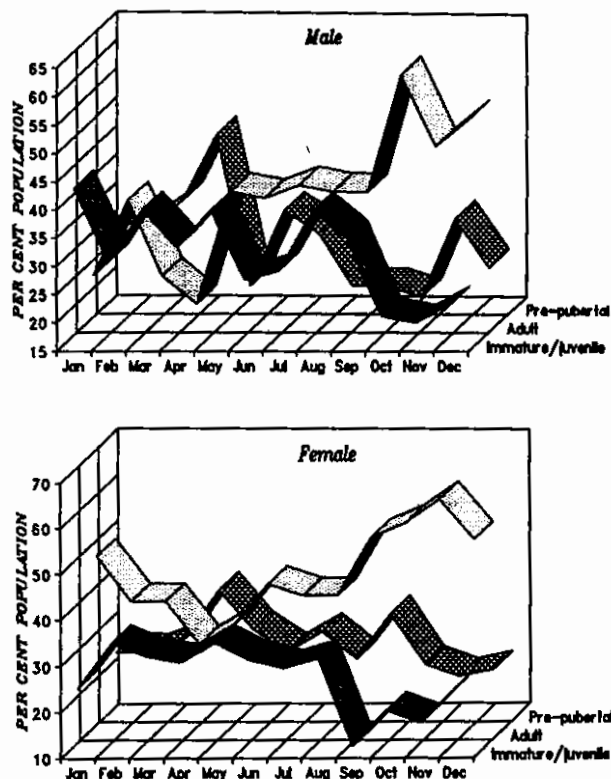 Male
PER CENT POPULATION
65
60
55
50
45
40
35
30
25
20
15
Jan Feb Mar Apr May Jun Jul Aug Sep Oct Nov Dec
Pre-pubertal
Adult
Immature/juvenile
Female
PER CENT POPULATION
70
60
50
40
30
20
10
Jan Feb Mar Apr May Jun Jul Aug Sep Oct Nov Dec
Pre-pubertal
Adult
Immature/juvenile